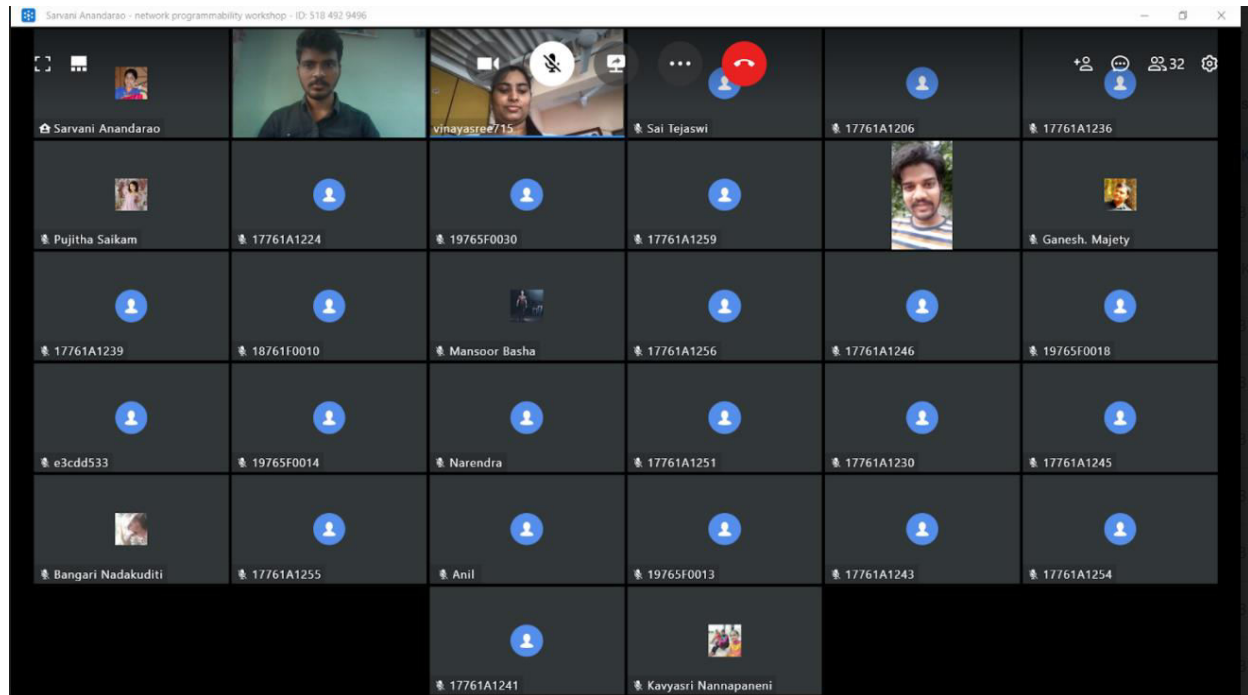 Sarvani Anandarao - network programmability workshop - ID: 518 492 9496
32
Sarvani Anandarao
vinayasree715
Sai Tejaswi
17761A1206
17761A1236
Pujitha Saikam
17761A1224
19765F0030
17761A1259
Ganesh. Majety
17761A1239
18761F0010
Mansoor Basha
17761A1256
17761A1246
19765F0018
e3cdd533
19765F0014
Narendra
17761A1251
17761A1230
17761A1245
Bangari Nadakuditi
17761A1255
Anil
19765F0013
17761A1243
17761A1254
17761A1241
Kavyasri Nannapaneni